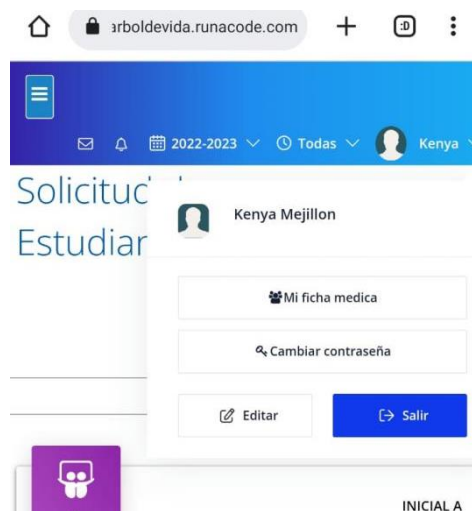 arboldevida.runacode.com
:D
2022-2023
Todas
Kenya
Solicitud
Estudiar
Kenya Mejillon
Mi ficha medica
Cambiar contraseña
Editar
Salir
INICIAL A